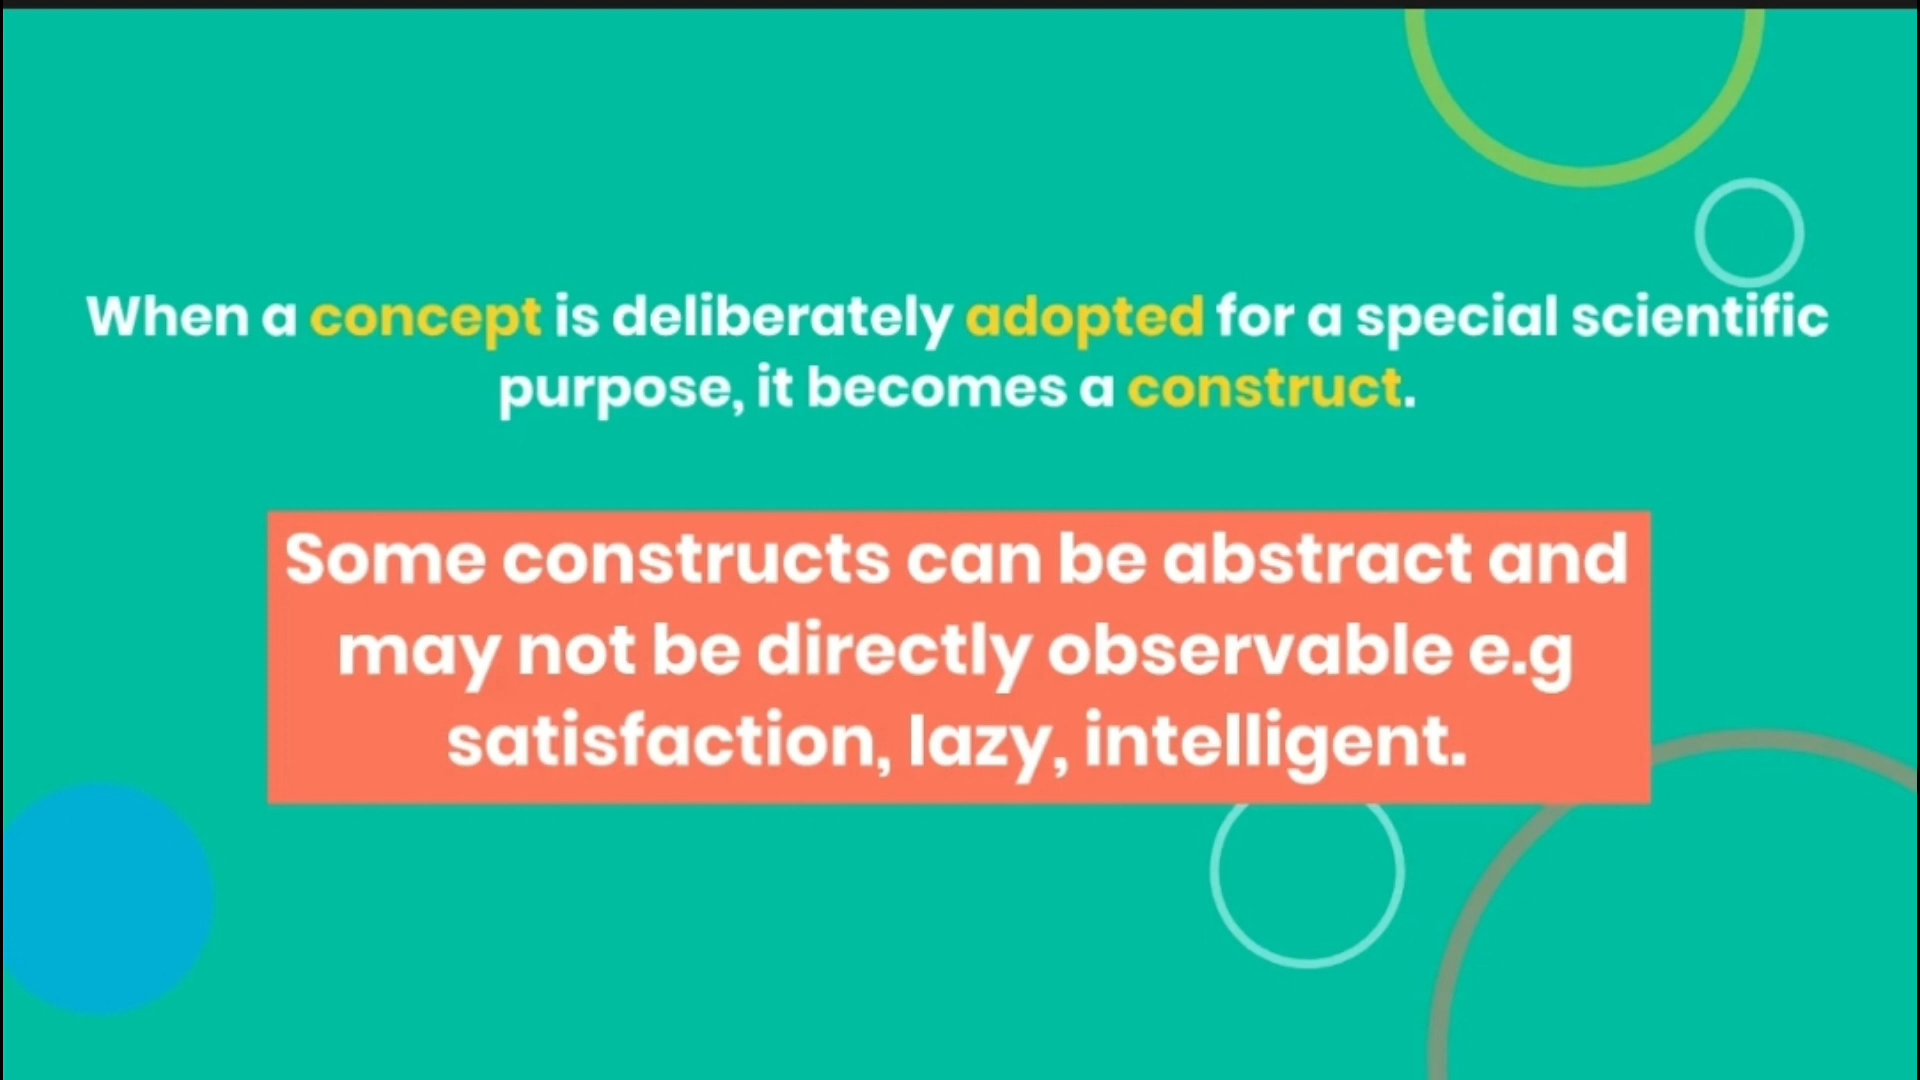 When a concept is deliberately adopted for a special scientific
purpose, it becomes a construct.
Some constructs can be abstract and
may not be directly observable e.g
satisfaction, lazy, intelligent.